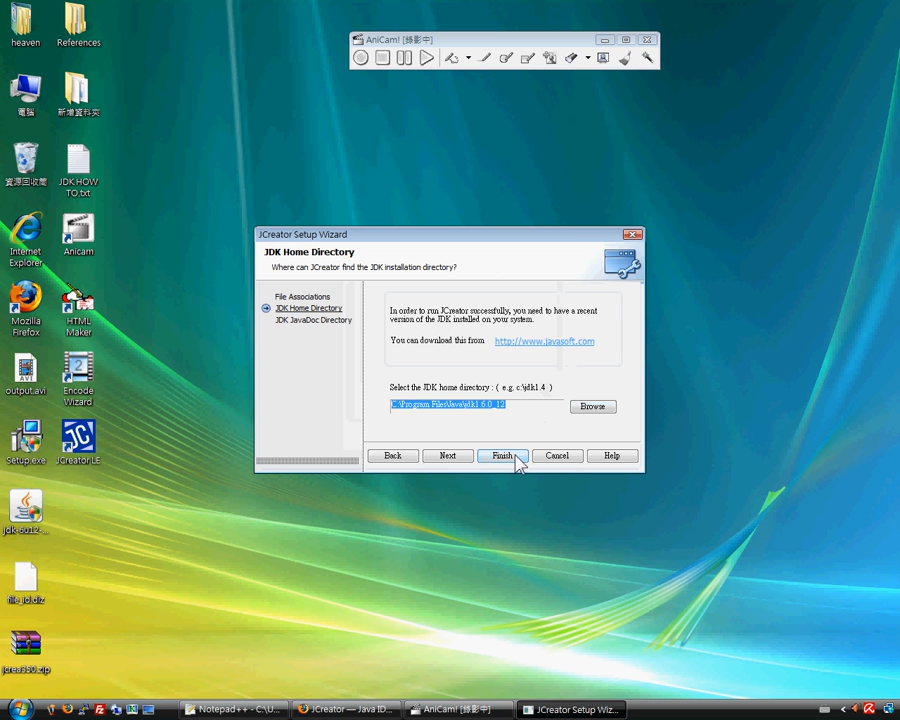 heaven
References
電腦
新增資料夾
資源回收筒
JDK HOW
TO.txt
Internet
Explorer
Anicam
Mozilla
Firefox
HTML
Maker
output.avi
Encode
Wizard
Setup.exe
JCreator LE
jdk-6u12-...
file_id.diz
jcrea350.zip
AniCam! [錄影中]
JCreator Setup Wizard
JDK Home Directory
Where can JCreator find the JDK installation directory?
File Associations
JDK Home Directory
JDK JavaDoc Directory
In order to run JCreator successfully, you need to have a recent
version of the JDK installed on your system.
You can download this from http://www.javasoft.com
Select the JDK home directory : ( e.g. c:\jdk1.4 )
C:\Program Files\Java\jdk1.6.0_12
Browse
Back
Next
Finish
Cancel
Help
Notepad++ - C:\U...
JCreator — Java ID...
AniCam! [錄影中]
JCreator Setup Wiz...